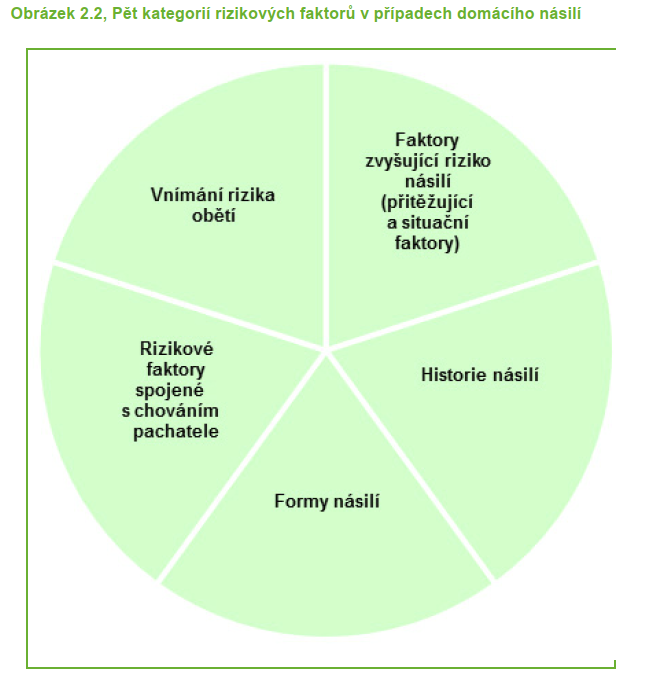 Obrázek 2.2, Pět kategorií rizikových faktorů v případech domácího násilí
Faktory
zvyšující riziko
násilí
(přitěžující
a situační
faktory)
Historie násilí
Formy násilí
Rizikové
faktory
spojené
s chováním
pachatele
Vnímání rizika
obětí